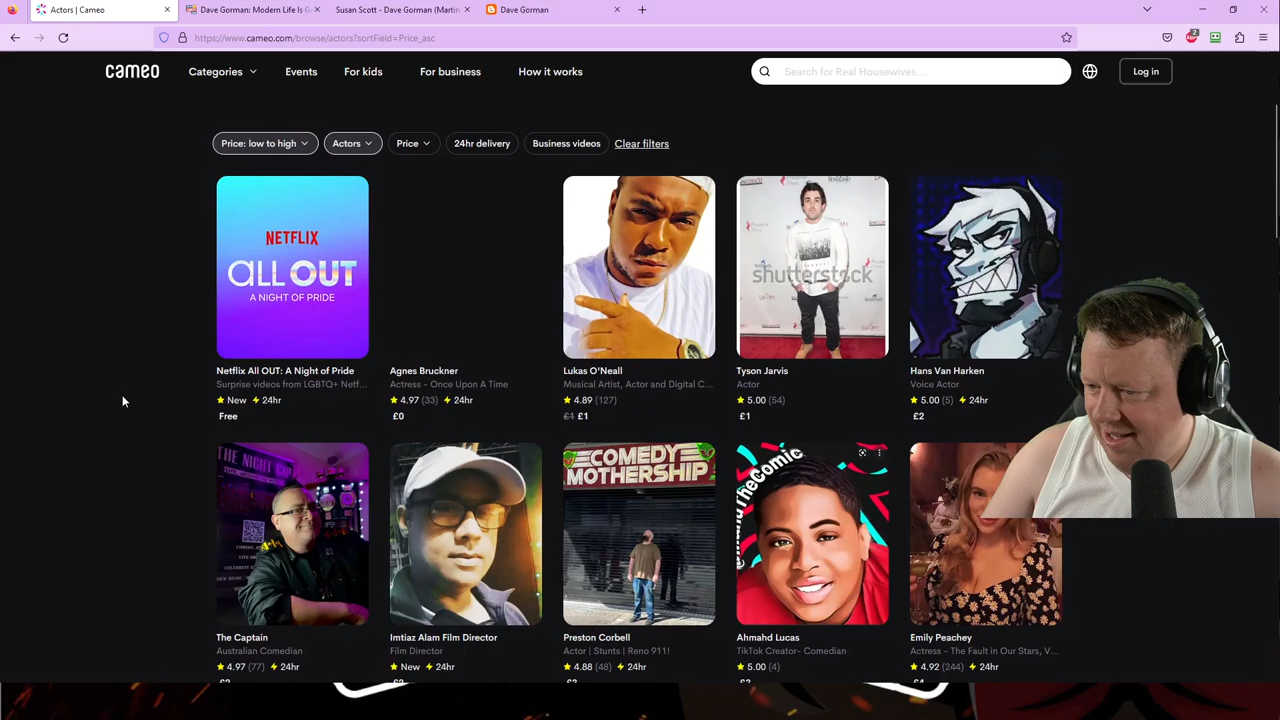 Actors | Cameo
Dave Gorman: Modern Life Is G
Susan Scott - Dave Gorman (Martin
Dave Gorman
https://www.cameo.com/browse/actors?sortField=Price_asc
2
cameo
Categories
Events
For kids
For business
How it works
Search for Real Housewives...
Log in
Price: low to high
Actors
Price
24hr delivery
Business videos
Clear filters
NETFLIX
ALL OUT
A NIGHT OF PRIDE
shutterstock
Netflix All OUT: A Night of Pride
Surprise videos from LGBTQ+ Netf...
New 24hr
Free
Agnes Bruckner
Actress - Once Upon A Time
4.97 (33) 24hr
£0
Lukas O'Neall
Musical Artist, Actor and Digital C...
4.89 (127)
£1 £1
Tyson Jarvis
Actor
5.00 (54)
£1
Hans Van Harken
Voice Actor
5.00 (5) 24hr
£2
THE NIGHT CAP
COMEDY
MOTHERSHIP
The Captain
Australian Comedian
4.97 (77) 24hr
Imtiaz Alam Film Director
Film Director
New 24hr
Preston Corbell
Actor | Stunts | Reno 911!
4.88 (48) 24hr
Ahmahd Lucas
TikTok Creator- Comedian
5.00 (4)
Emily Peachey
Actress - The Fault in Our Stars, V...
4.92 (244) 24hr